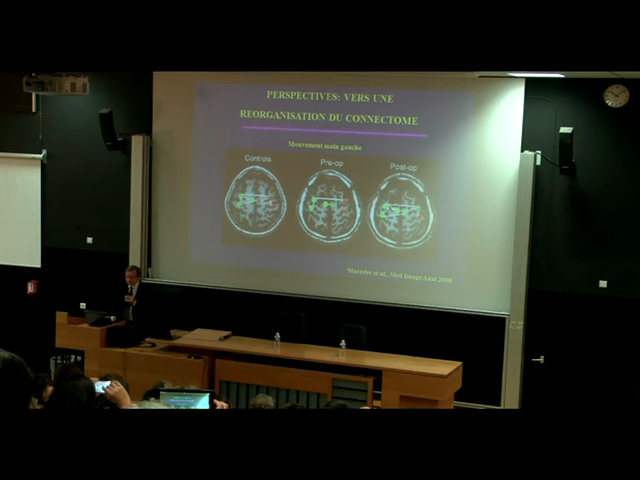 PERSPECTIVES: VERS UNE
REORGANISATION DU CONNECTOME
Mouvement main gauche
Controls
Pre-op
Post-op
Marrelec et al., Med Image Anal 2008